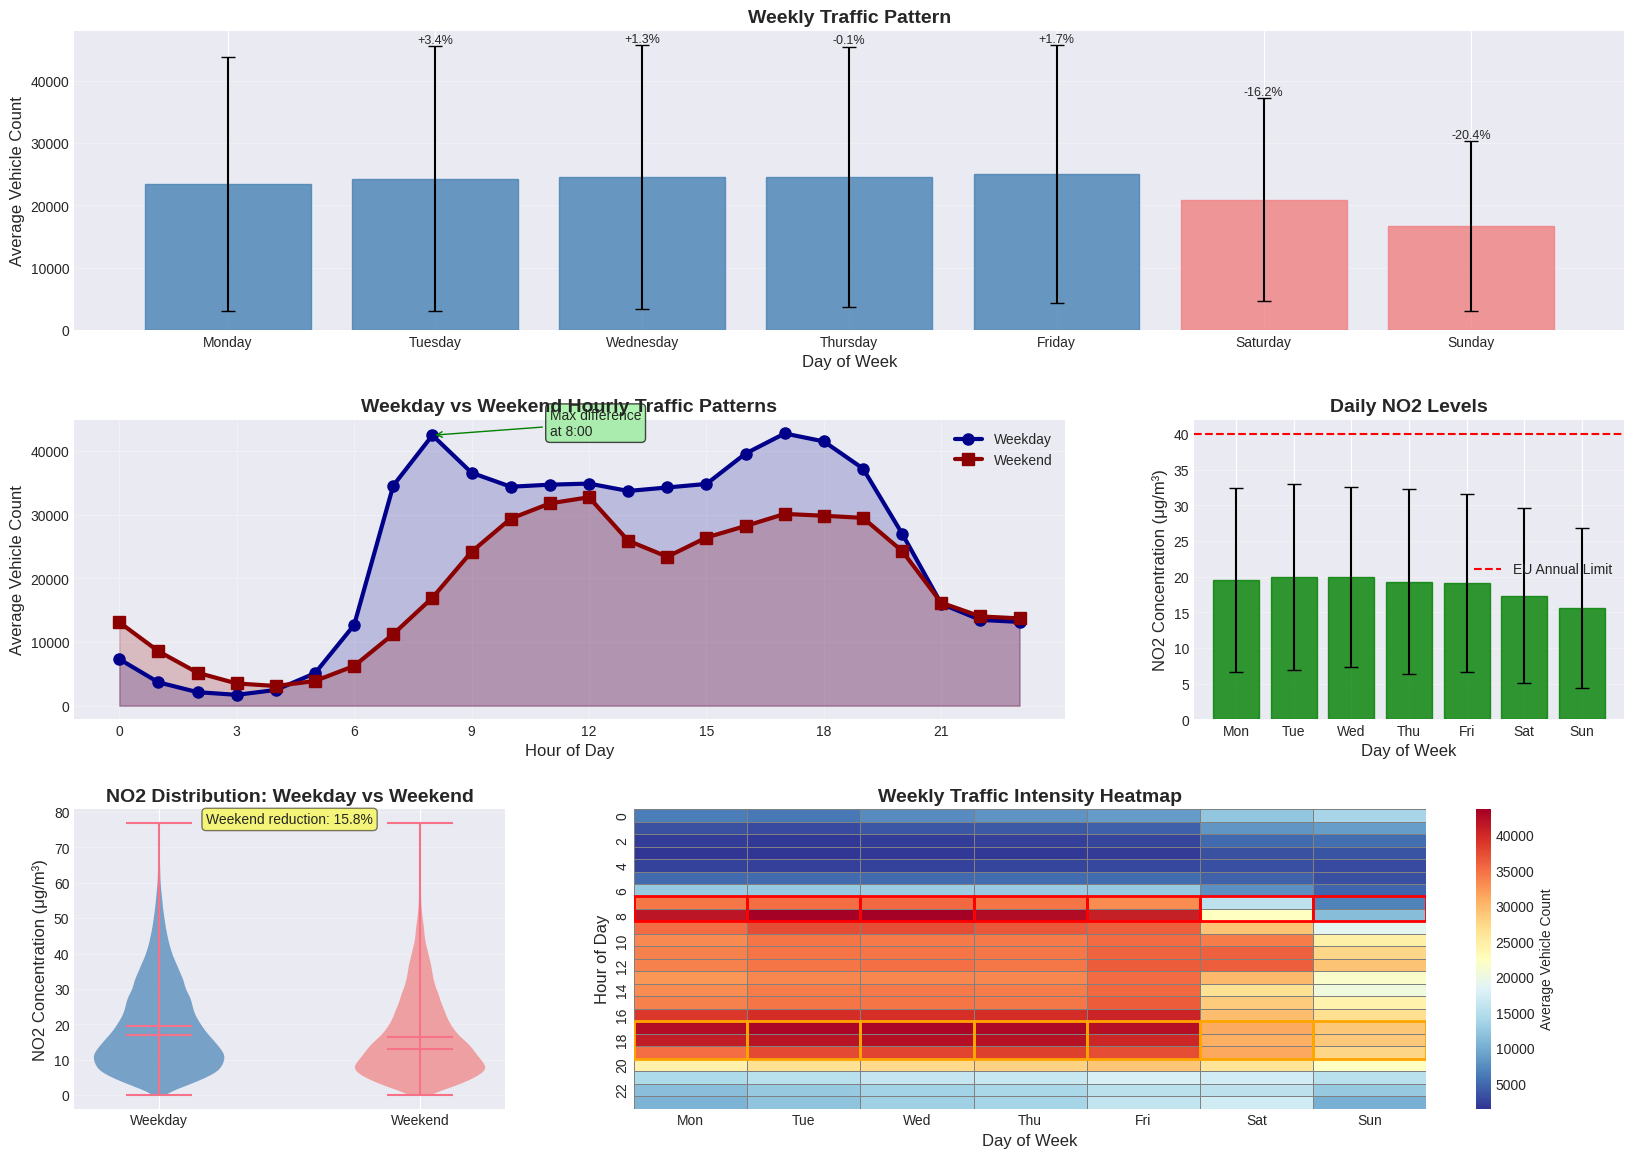 Weekly Traffic Pattern
+3.4%
+1.3%
-0.1%
+1.7%
-16.2%
-20.4%
Average Vehicle Count
40000
30000
20000
10000
0
Monday
Tuesday
Wednesday
Thursday
Friday
Saturday
Sunday
Day of Week
Weekday vs Weekend Hourly Traffic Patterns
Max difference
at 8:00
Weekday
Weekend
Average Vehicle Count
40000
30000
20000
10000
0
0
3
6
9
12
15
18
21
Hour of Day
Daily NO2 Levels
NO2 Concentration (μg/m³)
40
35
30
25
20
15
10
5
0
EU Annual Limit
Mon
Tue
Wed
Thu
Fri
Sat
Sun
Day of Week
NO2 Distribution: Weekday vs Weekend
Weekend reduction: 15.8%
NO2 Concentration (μg/m³)
80
70
60
50
40
30
20
10
0
Weekday
Weekend
Weekly Traffic Intensity Heatmap
Hour of Day
0
2
4
6
8
10
12
14
16
18
20
22
Mon
Tue
Wed
Thu
Fri
Sat
Sun
Day of Week
40000
35000
30000
25000
20000
15000
10000
5000
Average Vehicle Count